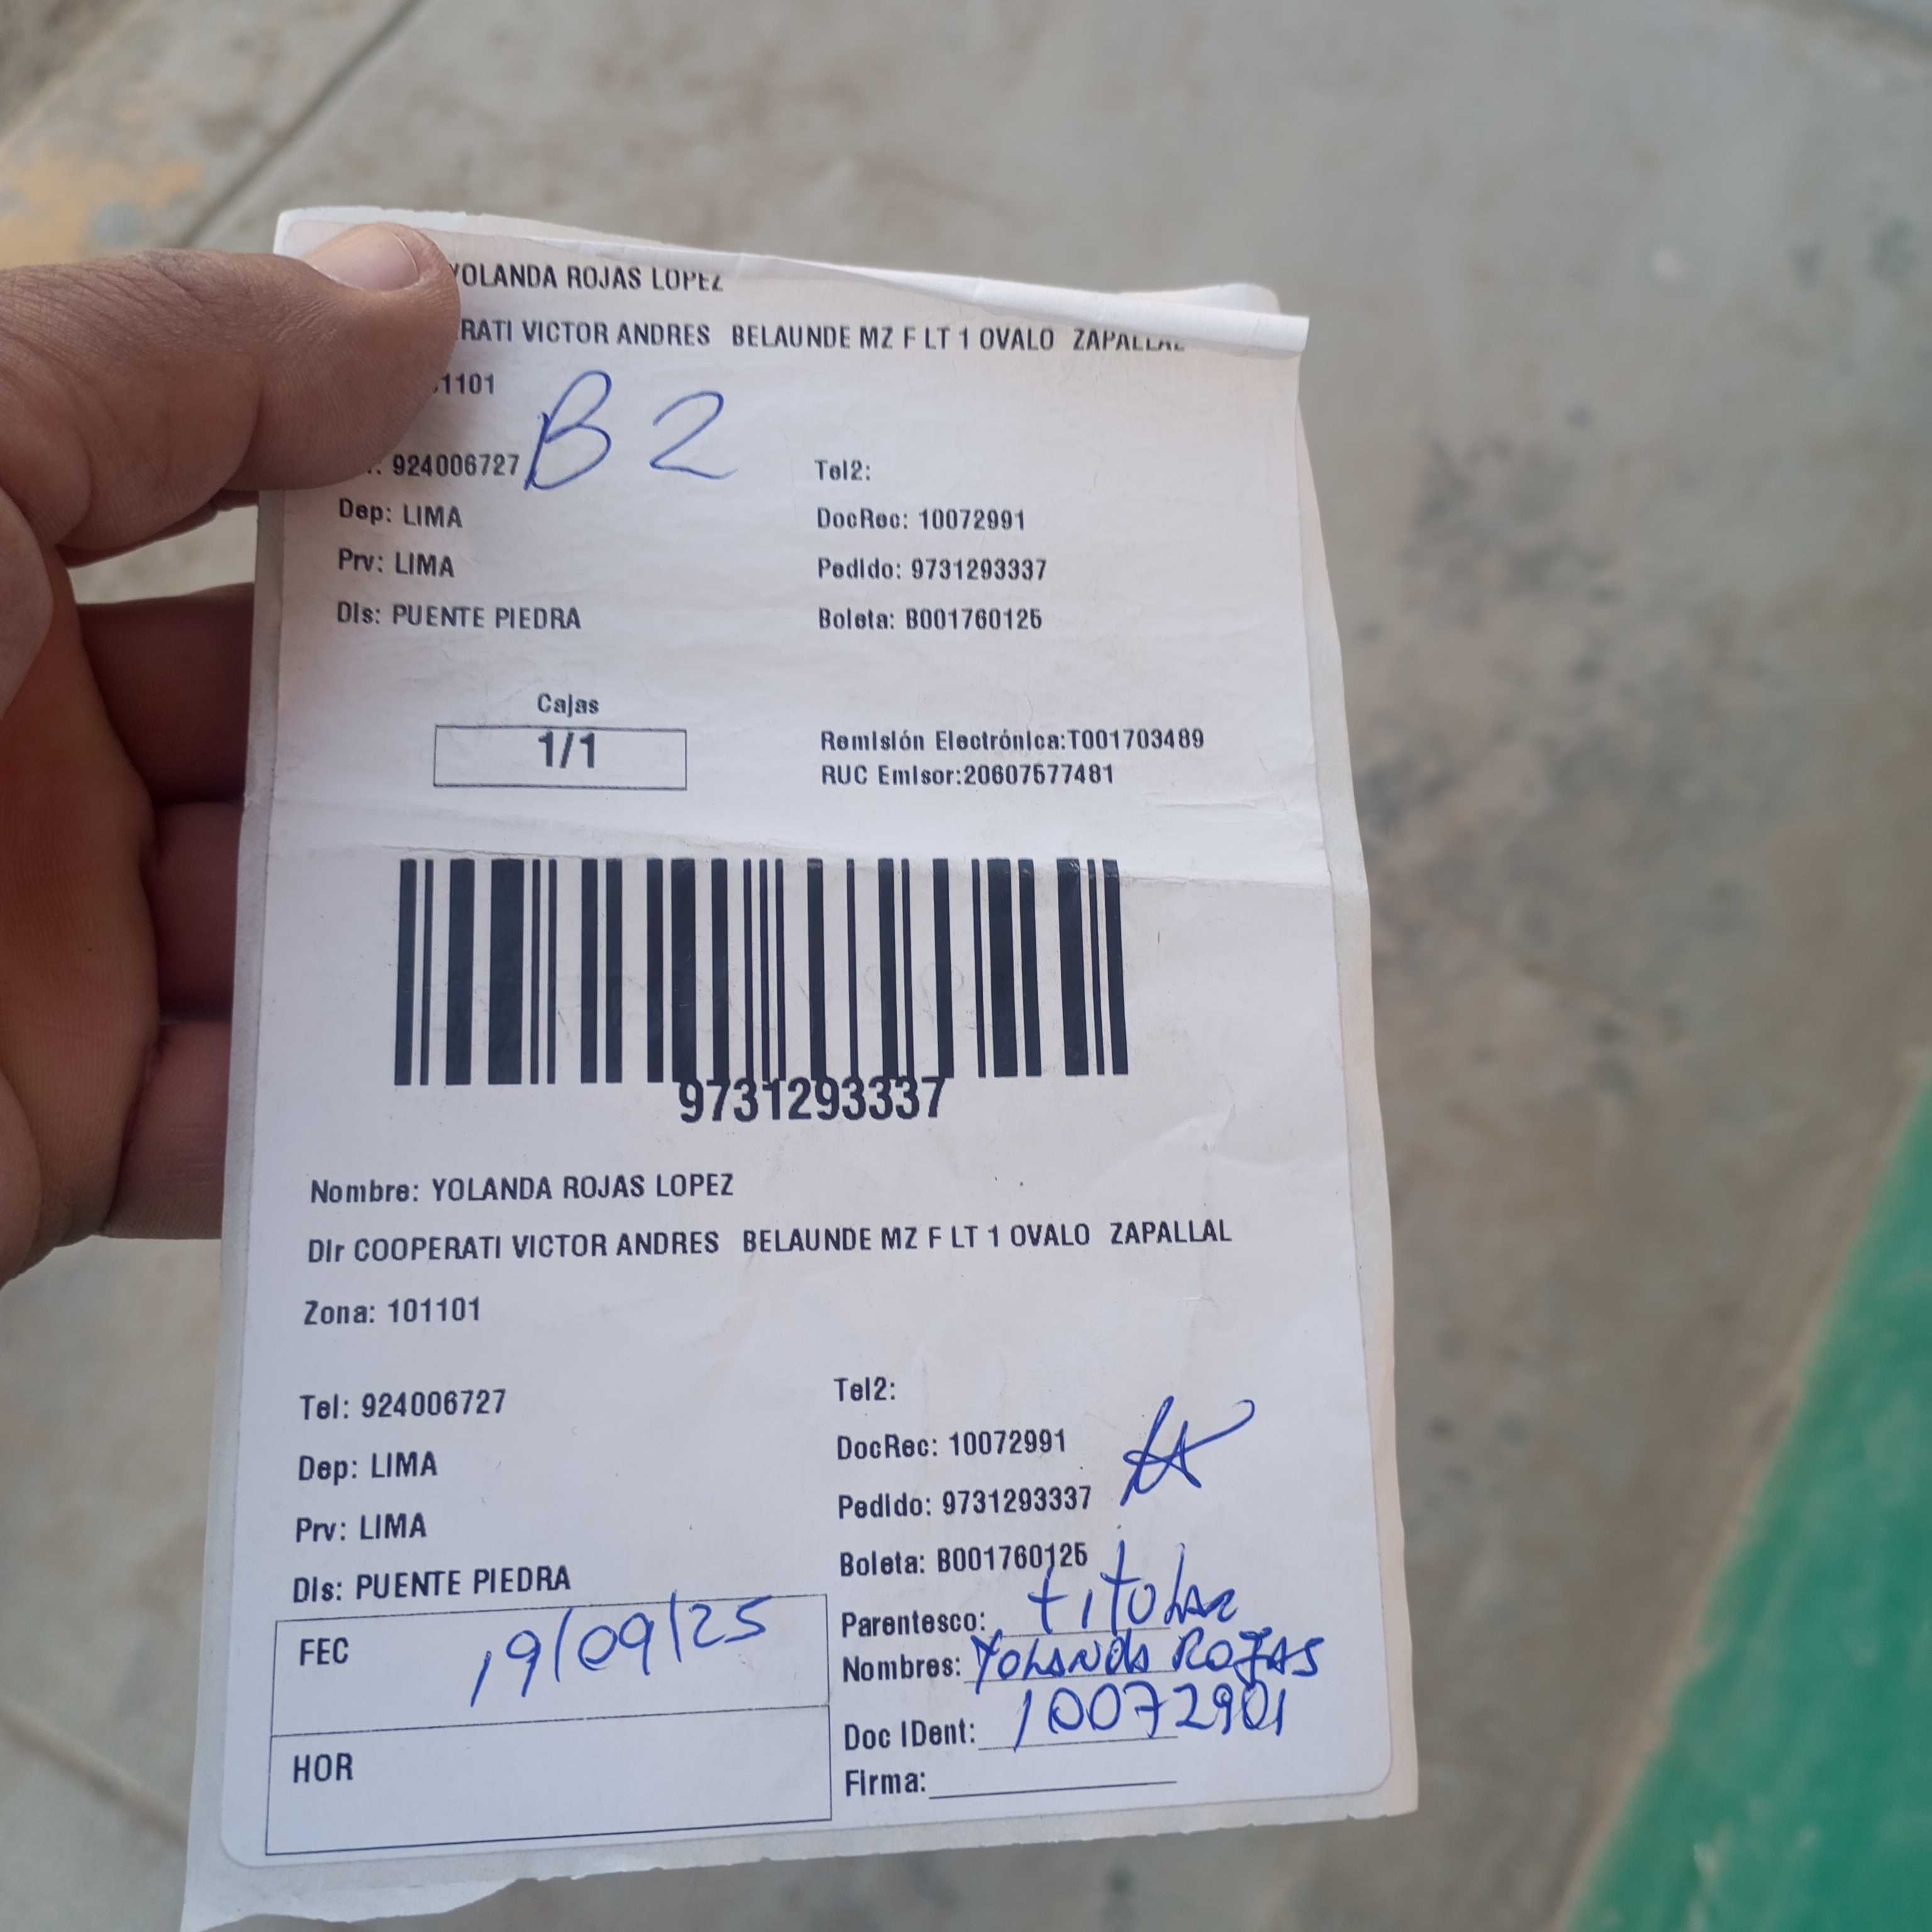 YOLANDA ROJAS LOPEZ
RATI VICTOR ANDRES BELAUNDE MZ F LT 1 OVALO ZAPALLAL
1101
B2
924006727 Tel2:
Dep: LIMA DocRec: 10072991
Prv: LIMA Pedido: 9731293337
Dis: PUENTE PIEDRA Boleta: B001760125
Cajas
1/1
Remisión Electrónica:T001703489
RUC Emisor:20607577481
9731293337
Nombre: YOLANDA ROJAS LOPEZ
Dir COOPERATI VICTOR ANDRES BELAUNDE MZ F LT 1 OVALO ZAPALLAL
Zona: 101101
Tel: 924006727 Tel2:
Dep: LIMA DocRec: 10072991
Prv: LIMA Pedido: 9731293337
Dis: PUENTE PIEDRA Boleta: B001760125
FEC 19/09/25
HOR
Parentesco: titular
Nombres: YOLANDA ROJAS
Doc IDent: 10072901
Firma: